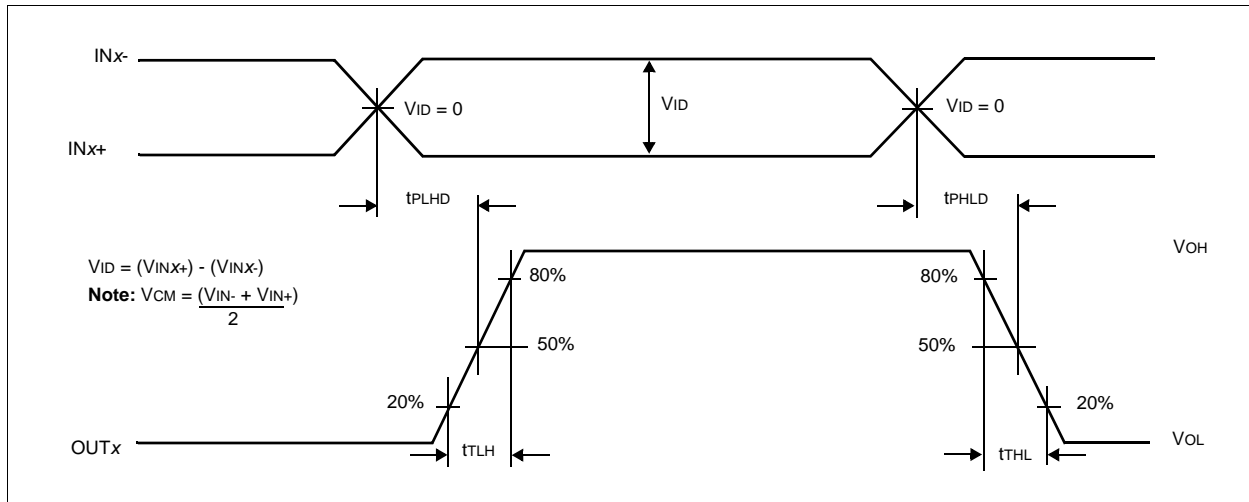 INx-
VID = 0
VID
VID = 0
INx+
tPLHD
tPHLD
VID = (VINx+) - (VINx-)
Note: VCM = (VIN- + VIN+)
2
VOH
80%
80%
50%
50%
20%
20%
OUTx
tTLH
tTHL
VOL